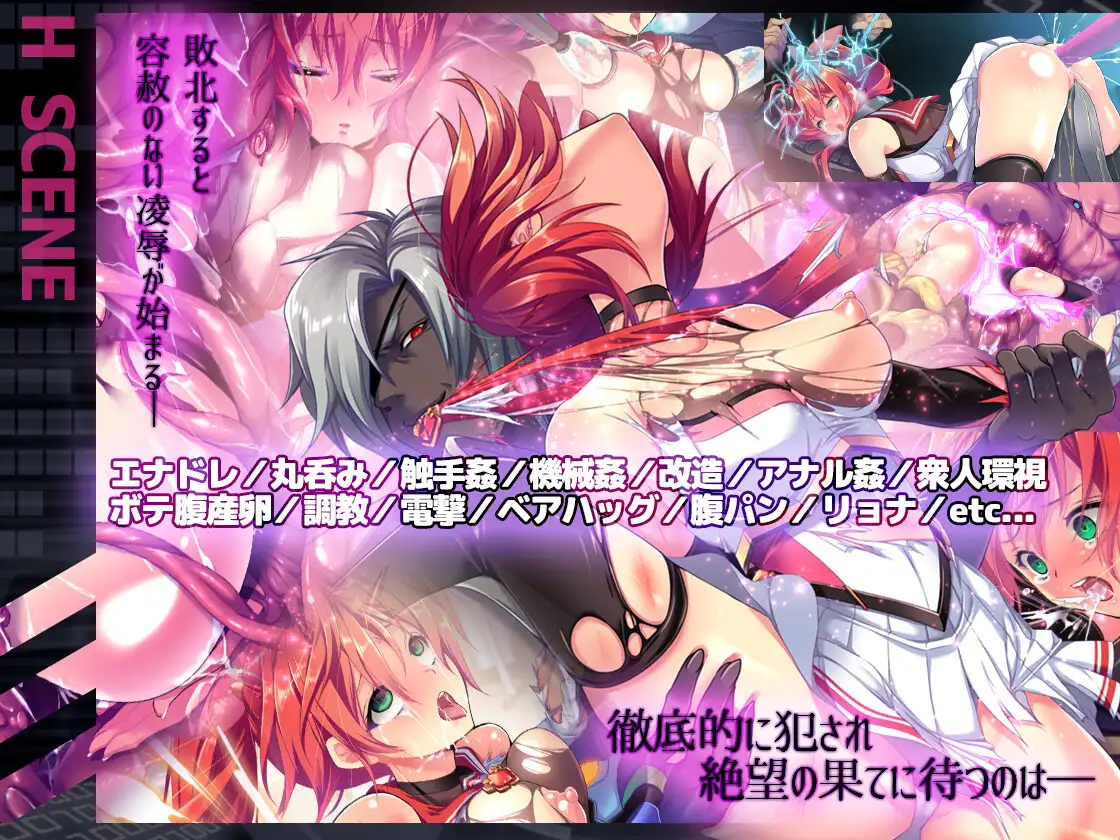 H SCENE
敗北すると
容赦のない凌辱が始まる―
エナドレ／丸呑み／触手姦／機械姦／改造／アナル姦／衆人環視
ボテ腹産卵／調教／電撃／ベアハッグ／腹パン／リョナ／etc...
徹底的に犯され
絶望の果てに待つのは―